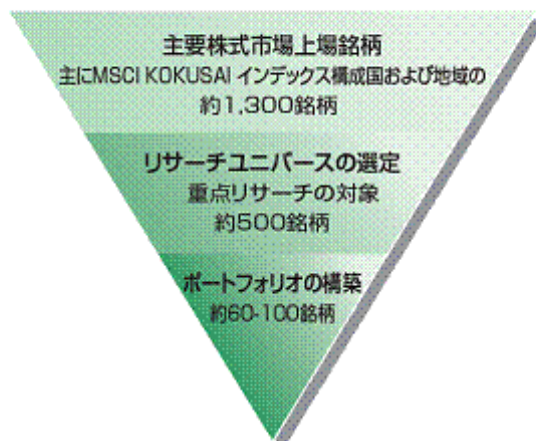 主要株式市場上場銘柄
主にMSCI KOKUSAI インデックス構成国および地域の
約1,300銘柄
リサーチユニバースの選定
重点リサーチの対象
約500銘柄
ポートフォリオの構築
約60-100銘柄